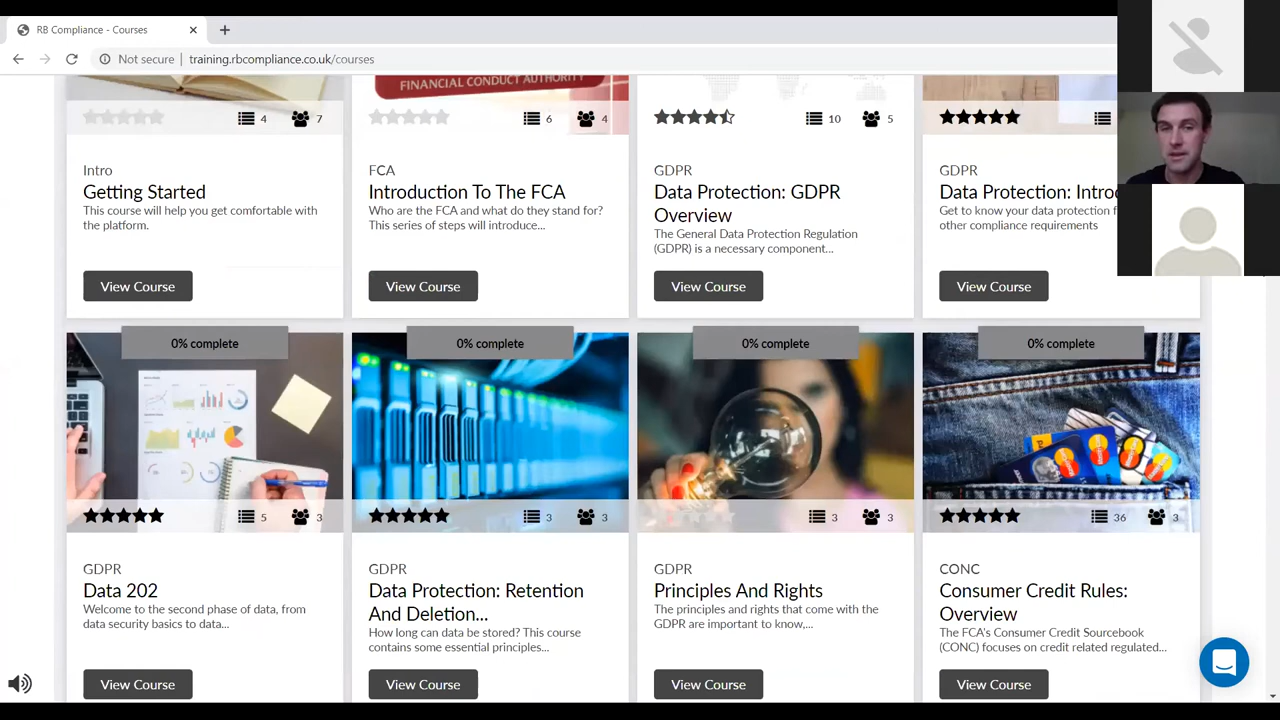 RB Compliance - Courses
Not secure | training.rbcompliance.co.uk/courses
FINANCIAL CONDUCT AUTHORITY
4 7
6 4
10 5
Intro
Getting Started
This course will help you get comfortable with
the platform.
View Course
FCA
Introduction To The FCA
Who are the FCA and what do they stand for?
This series of steps will introduce...
View Course
GDPR
Data Protection: GDPR
Overview
The General Data Protection Regulation
(GDPR) is a necessary component...
View Course
GDPR
Data Protection: Introd
Get to know your data protection f
other compliance requirements
View Course
0% complete
5 3
GDPR
Data 202
Welcome to the second phase of data, from
data security basics to data...
View Course
0% complete
3 3
GDPR
Data Protection: Retention
And Deletion...
How long can data be stored? This course
contains some essential principles...
View Course
0% complete
3 3
GDPR
Principles And Rights
The principles and rights that come with the
GDPR are important to know,...
View Course
0% complete
36 3
CONC
Consumer Credit Rules:
Overview
The FCA's Consumer Credit Sourcebook
(CONC) focuses on credit related regulated...
View Course